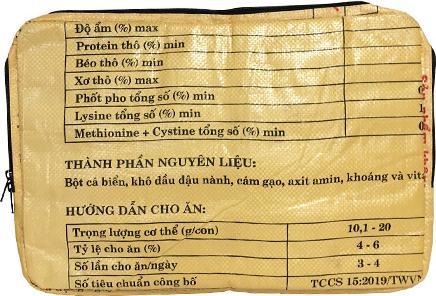 Độ ẩm (%) max
Protein thô (%) min
Béo thô (%) min
Xơ thô (%) max
Phốt pho tổng số (%) min
Lysine tổng số (%) min 1
Methionine + Cystine tổng số (%) min 0
THÀNH PHẦN NGUYÊN LIỆU:
Bột cá biển, khô dầu đậu nành, cám gạo, axit amin, khoáng và vit
HƯỚNG DẪN CHO ĂN:
Trọng lượng cơ thể (g/con) 10,1 - 20
Tỷ lệ cho ăn (%) 4 - 6
Số lần cho ăn/ngày 3 - 4
Số tiêu chuẩn công bố TCCS 15:2019/TWVN